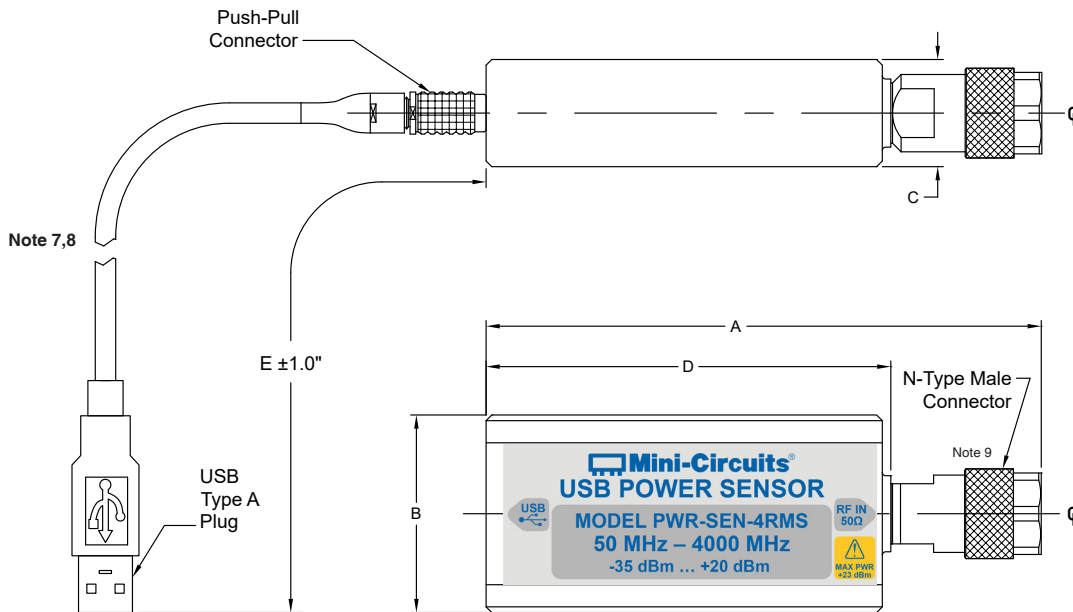 Push-Pull
Connector
C
Note 7,8
E ±1.0"
A
D
N-Type Male
Connector
Note 9
B
USB
Type A
Plug
Mini-Circuits®
USB POWER SENSOR
USB
MODEL PWR-SEN-4RMS
50 MHz – 4000 MHz
-35 dBm ... +20 dBm
RF IN
50Ω
MAX PWR
+23 dBm